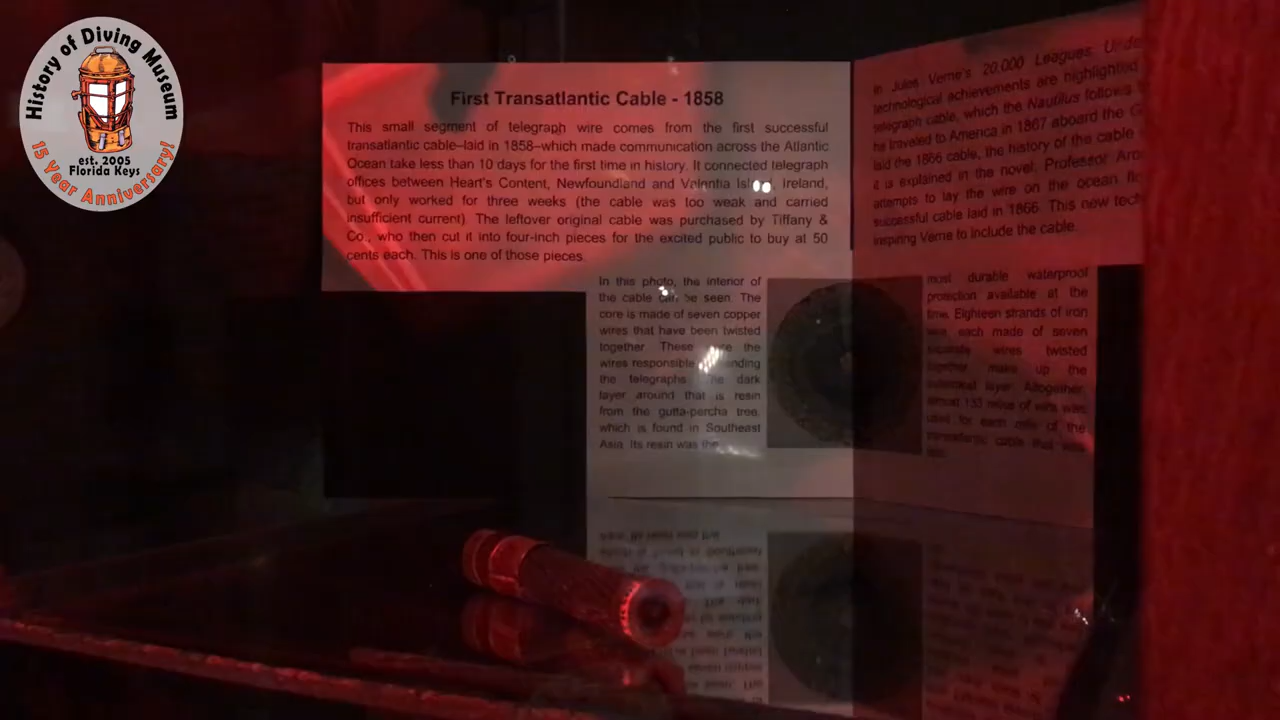 History of Diving Museum
est. 2005
Florida Keys
15 Year Anniversary!
First Transatlantic Cable - 1858
This small segment of telegraph wire comes from the first successful
transatlantic cable–laid in 1858–which made communication across the Atlantic
Ocean take less than 10 days for the first time in history. It connected telegraph
offices between Heart's Content, Newfoundland and Valentia Ireland,
but only worked for three weeks (the cable was too weak and carried
insufficient current). The leftover original cable was purchased by Tiffany &
Co., who then cut it into four-inch pieces for the excited public to buy at 50
cents each. This is one of those pieces.
In this photo, the interior of
the cable can be seen. The
core is made of seven copper
wires that have been twisted
together. These the
wires responsible
the telegraphs. The dark
layer around that is resin
from the gutta-percha tree,
which is found in Southeast
Asia. Its resin was the
most durable waterproof
protection available at the
time. Eighteen strands of iron
each made of seven
separate wires twisted
together make up the
outermost layer. Altogether,
almost 133 miles of wire was
used for each mile of the
transatlantic cable that was
In Jules Verne's 20,000 Leagues
technological achievements are highlighted
telegraph cable, which the Nautilus follows
he traveled to America in 1867 aboard the
laid the 1866 cable, the history of the cable
it is explained in the novel. Professor
attempts to lay the wire on the ocean
successful cable laid in 1866. This new
inspiring Verne to include the cable.